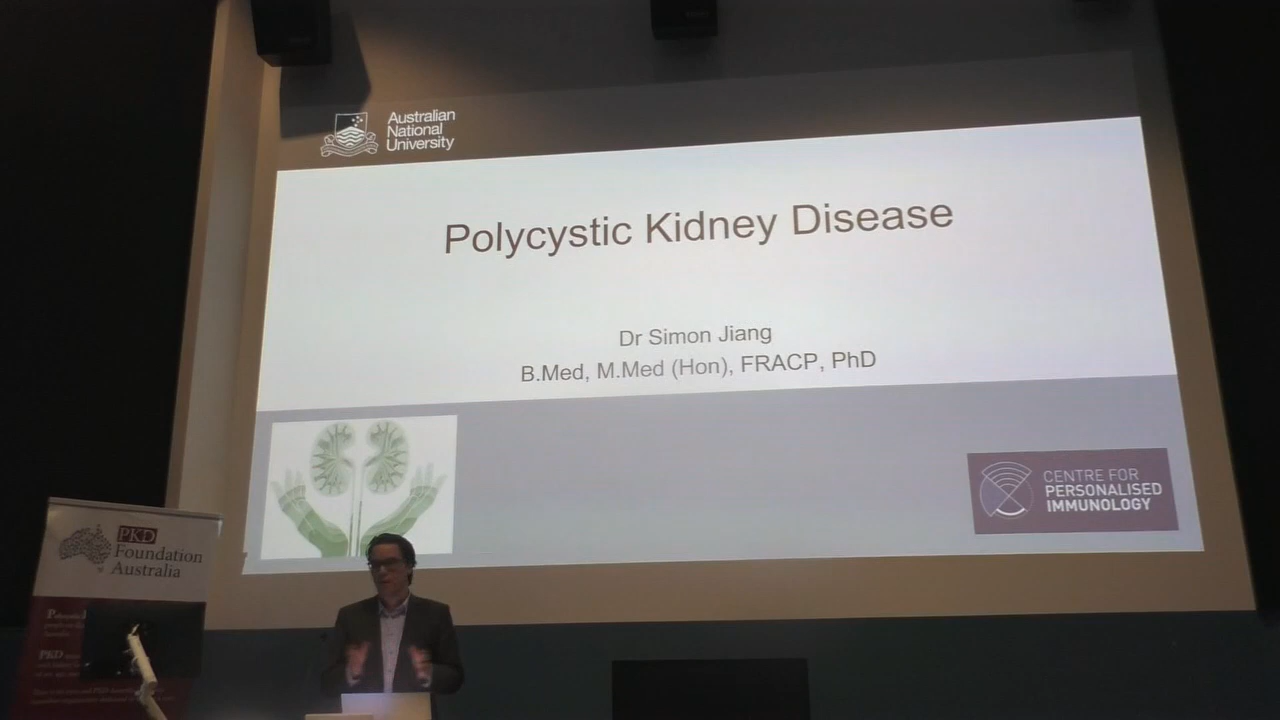 Australian
National
University
Polycystic Kidney Disease
Dr Simon Jiang
B.Med, M.Med (Hon), FRACP, PhD
CENTRE FOR
PERSONALISED
IMMUNOLOGY
PKD
Foundation
Australia
PKD